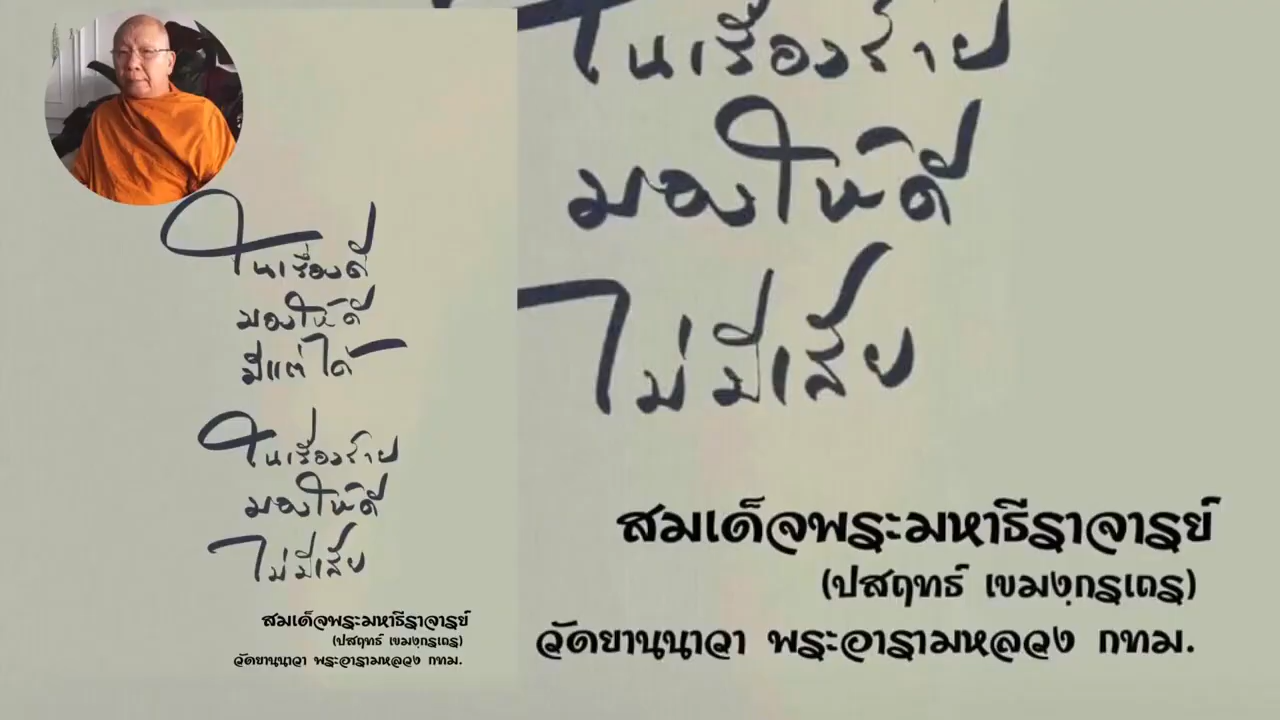 ในเรื่องดี
มองให้ดี
มีแต่ได้
ในเรื่องร้าย
มองให้ดี
ไม่มีเสีย
สมเด็จพระมหาธีราจารย์
(ปสฤทธ์ เขมงฺกรเถร)
วัดยานนาวา พระอารามหลวง กทม.
ในเรื่องร้าย
มองให้ดี
ไม่มีเสีย
สมเด็จพระมหาธีราจารย์
(ปสฤทธ์ เขมงฺกรเถร)
วัดยานนาวา พระอารามหลวง กทม.